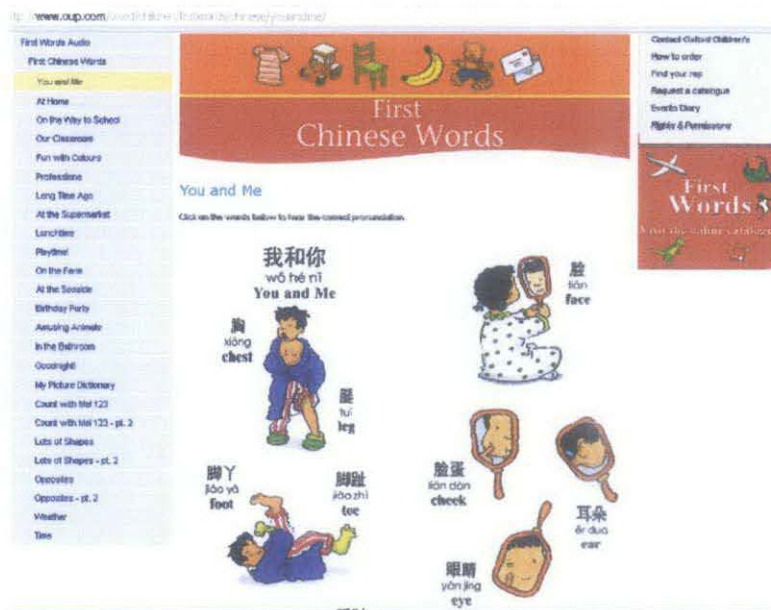 www.oup.com
First Words Audio
First Chinese Words
You and Me
At Home
On the Way to School
Our Classroom
Fun with Colours
Professions
Long Time Ago
At the Supermarket
Lunchtime
Playtime
On the Farm
At the Seaside
Birthday Party
Amusing Animals
In the Bathroom
Goodnight!
My Picture Dictionary
Count with Mei 123
Count with Mei 123 - pt. 2
Lots of Shapes
Lots of Shapes - pt. 2
Opposites
Opposites - pt. 2
Weather
Time
First
Chinese Words
You and Me
Click on the words below to hear the correct pronunciation
我和你
wǒ hé nǐ
You and Me
胸
xiōng
chest
腿
tuǐ
leg
脚丫
jiǎo yā
foot
脚趾
jiǎo zhǐ
toe
脸
liǎn
face
脸蛋
liǎn dàn
cheek
耳朵
ěr duo
ear
眼睛
yǎn jing
eye
Contact Oxford Children's
How to order
Find your rep
Request a catalogue
Events Diary
Rights & Permissions
First
Words